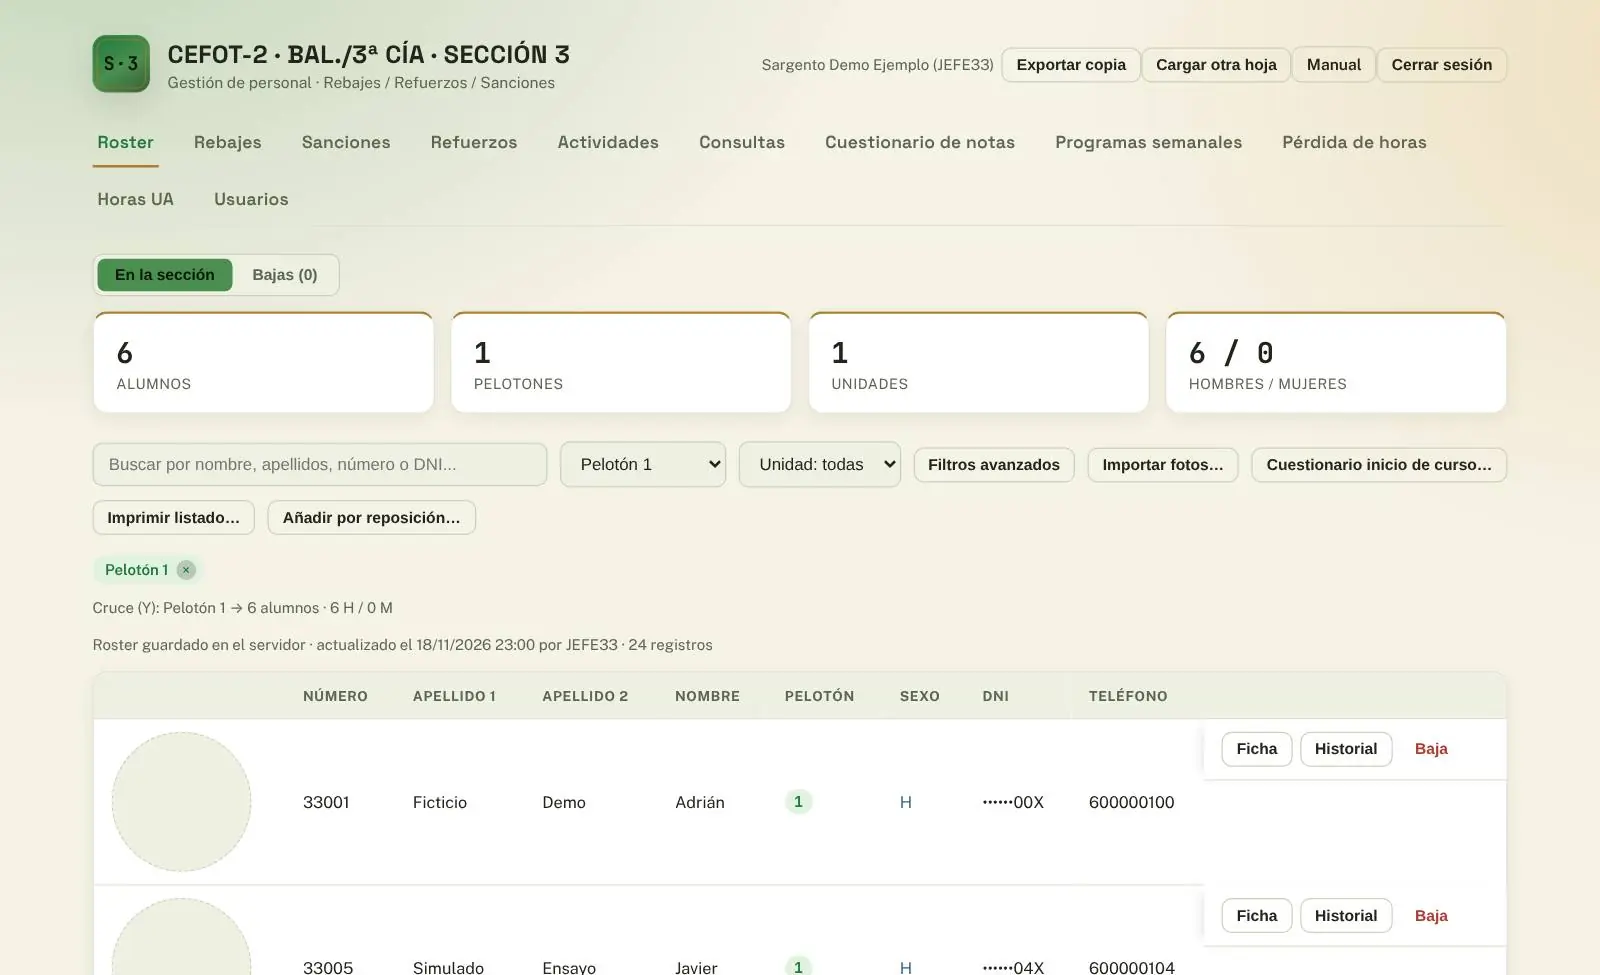 S·3
CEFOT-2 · BAL./3ª CÍA · SECCIÓN 3
Gestión de personal · Rebajes / Refuerzos / Sanciones
Sargento Demo Ejemplo (JEFE33) Exportar copia Cargar otra hoja Manual Cerrar sesión
Roster Rebajes Sanciones Refuerzos Actividades Consultas Cuestionario de notas Programas semanales Pérdida de horas
Horas UA Usuarios
En la sección Bajas (0)
6 1 1 6 / 0
ALUMNOS PELOTONES UNIDADES HOMBRES / MUJERES
Buscar por nombre, apellidos, número o DNI... Pelotón 1 Unidad: todas Filtros avanzados Importar fotos... Cuestionario inicio de curso...
Imprimir listado... Añadir por reposición...
Pelotón 1 ×
Cruce (Y): Pelotón 1 → 6 alumnos · 6 H / 0 M
Roster guardado en el servidor · actualizado el 18/11/2026 23:00 por JEFE33 · 24 registros
NÚMERO APELLIDO 1 APELLIDO 2 NOMBRE PELOTÓN SEXO DNI TELÉFONO
33001 Ficticio Demo Adrián 1 H ••••••00X 600000100 Ficha Historial Baja
33005 Simulado Ensayo Javier 1 H ••••••04X 600000104 Ficha Historial Baja